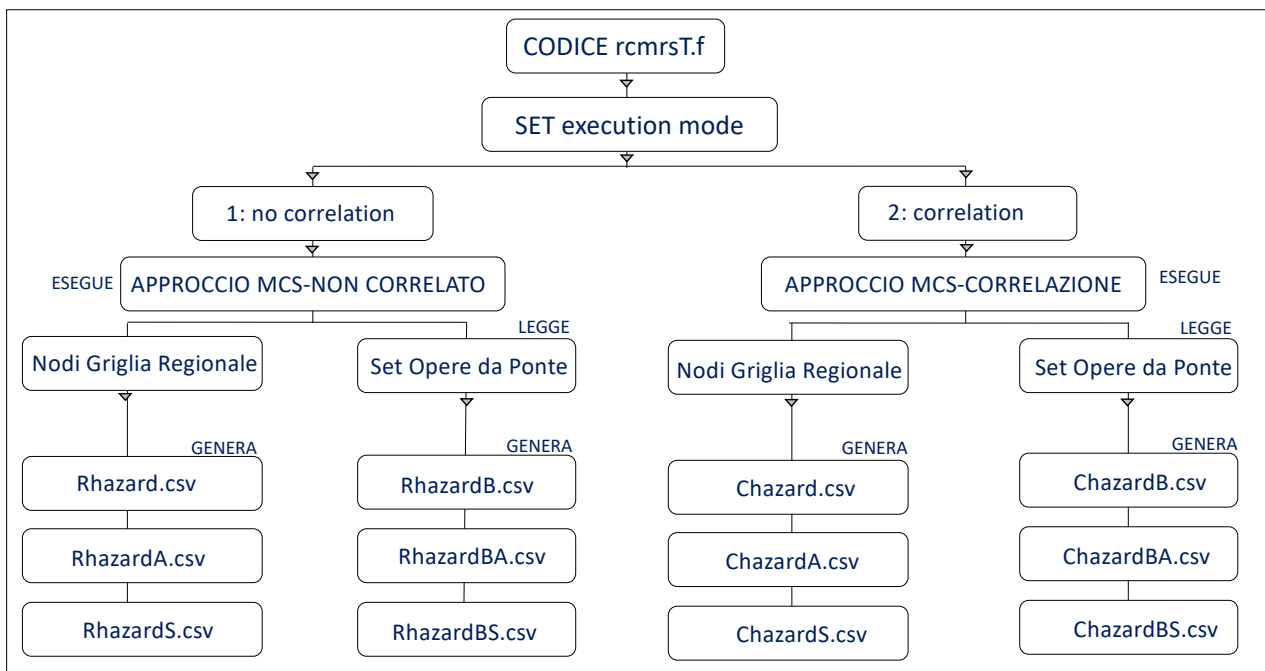 CODICE rcmrsT.f
SET execution mode
1: no correlation
2: correlation
ESEGUE
APPROCCIO MCS-NON CORRELATO
APPROCCIO MCS-CORRELAZIONE
ESEGUE
LEGGE
LEGGE
Nodi Griglia Regionale
Set Opere da Ponte
Nodi Griglia Regionale
Set Opere da Ponte
GENERA
GENERA
GENERA
GENERA
Rhazard.csv
RhazardB.csv
Chazard.csv
ChazardB.csv
RhazardA.csv
RhazardBA.csv
ChazardA.csv
ChazardBA.csv
RhazardS.csv
RhazardBS.csv
ChazardS.csv
ChazardBS.csv